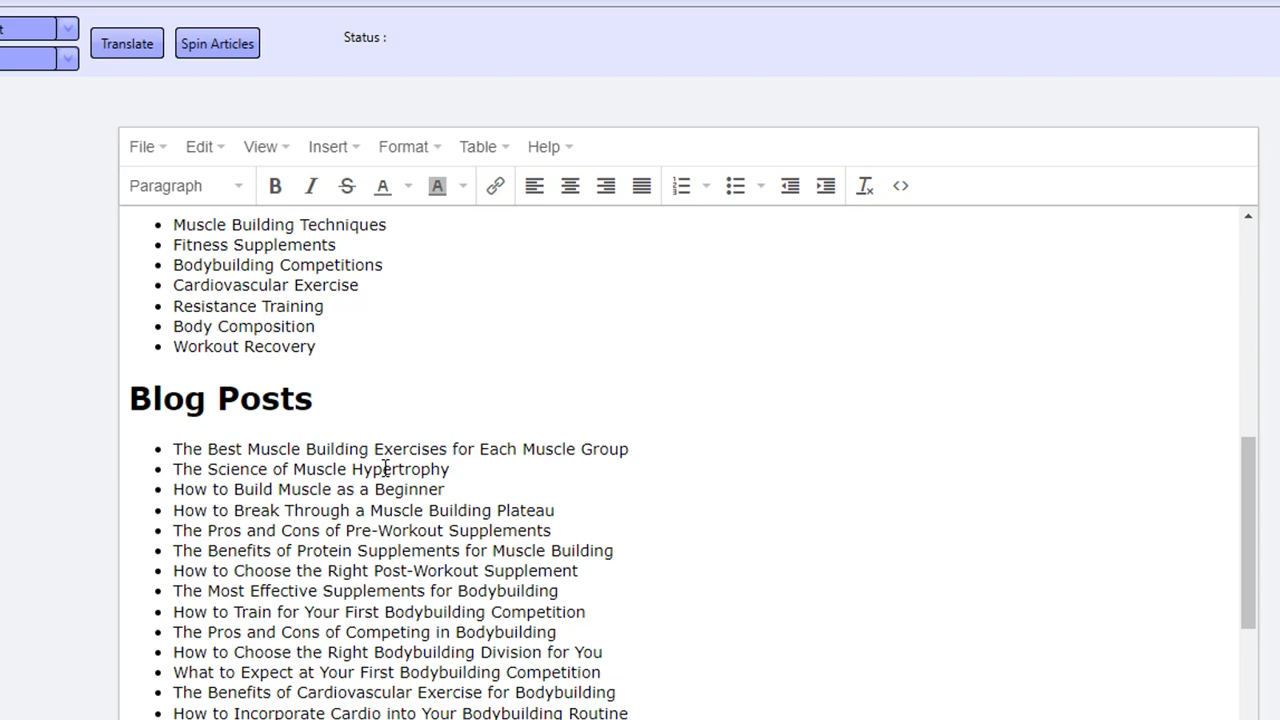 t
Translate Spin Articles Status :
File Edit View Insert Format Table Help
Paragraph B I S A A
Muscle Building Techniques
Fitness Supplements
Bodybuilding Competitions
Cardiovascular Exercise
Resistance Training
Body Composition
Workout Recovery
Blog Posts
The Best Muscle Building Exercises for Each Muscle Group
The Science of Muscle Hypertrophy
How to Build Muscle as a Beginner
How to Break Through a Muscle Building Plateau
The Pros and Cons of Pre-Workout Supplements
The Benefits of Protein Supplements for Muscle Building
How to Choose the Right Post-Workout Supplement
The Most Effective Supplements for Bodybuilding
How to Train for Your First Bodybuilding Competition
The Pros and Cons of Competing in Bodybuilding
How to Choose the Right Bodybuilding Division for You
What to Expect at Your First Bodybuilding Competition
The Benefits of Cardiovascular Exercise for Bodybuilding
How to Incorporate Cardio into Your Bodybuilding Routine